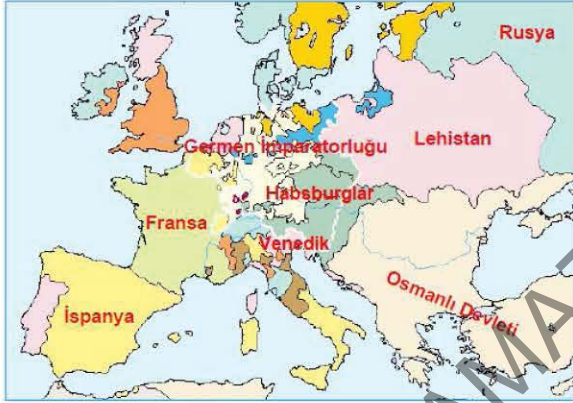 Rusya
Lehistan
Germen İmparatorluğu
Habsburglar
Fransa
Venedik
Osmanlı Devleti
İspanya